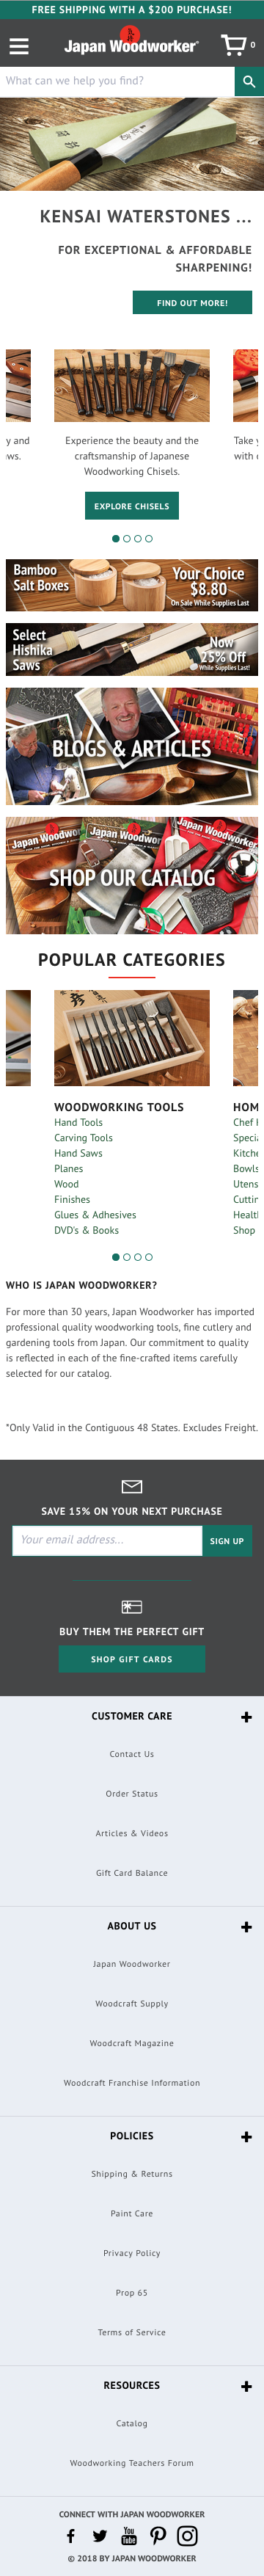 FREE SHIPPING WITH A $200 PURCHASE!
Japan Woodworker®
0
What can we help you find?
KENSAI WATERSTONES ...
FOR EXCEPTIONAL & AFFORDABLE
SHARPENING!
FIND OUT MORE!
y and
ws.
Experience the beauty and the
craftsmanship of Japanese
Woodworking Chisels.
EXPLORE CHISELS
Take
with
Bamboo
Salt Boxes
Your Choice
$8.80
On Sale While Supplies Last
Select
Hishika
Saws
Now
25% Off
While Supplies Last!
BLOGS & ARTICLES
Japan Woodworker
Japan Woodworker
Japan Woodworker
SHOP OUR CATALOG
POPULAR CATEGORIES
WOODWORKING TOOLS
Hand Tools
Carving Tools
Hand Saws
Planes
Wood
Finishes
Glues & Adhesives
DVD's & Books
HOM
Chef
Specia
Kitche
Bowls
Utens
Cuttin
Health
Shop
WHO IS JAPAN WOODWORKER?
For more than 30 years, Japan Woodworker has imported
professional quality woodworking tools, fine cutlery and
gardening tools from Japan. Our commitment to quality
is reflected in each of the fine-crafted items carefully
selected for our catalog.
*Only Valid in the Contiguous 48 States. Excludes Freight.
SAVE 15% ON YOUR NEXT PURCHASE
Your email address...
SIGN UP
BUY THEM THE PERFECT GIFT
SHOP GIFT CARDS
CUSTOMER CARE
Contact Us
Order Status
Articles & Videos
Gift Card Balance
ABOUT US
Japan Woodworker
Woodcraft Supply
Woodcraft Magazine
Woodcraft Franchise Information
POLICIES
Shipping & Returns
Paint Care
Privacy Policy
Prop 65
Terms of Service
RESOURCES
Catalog
Woodworking Teachers Forum
CONNECT WITH JAPAN WOODWORKER
© 2018 BY JAPAN WOODWORKER